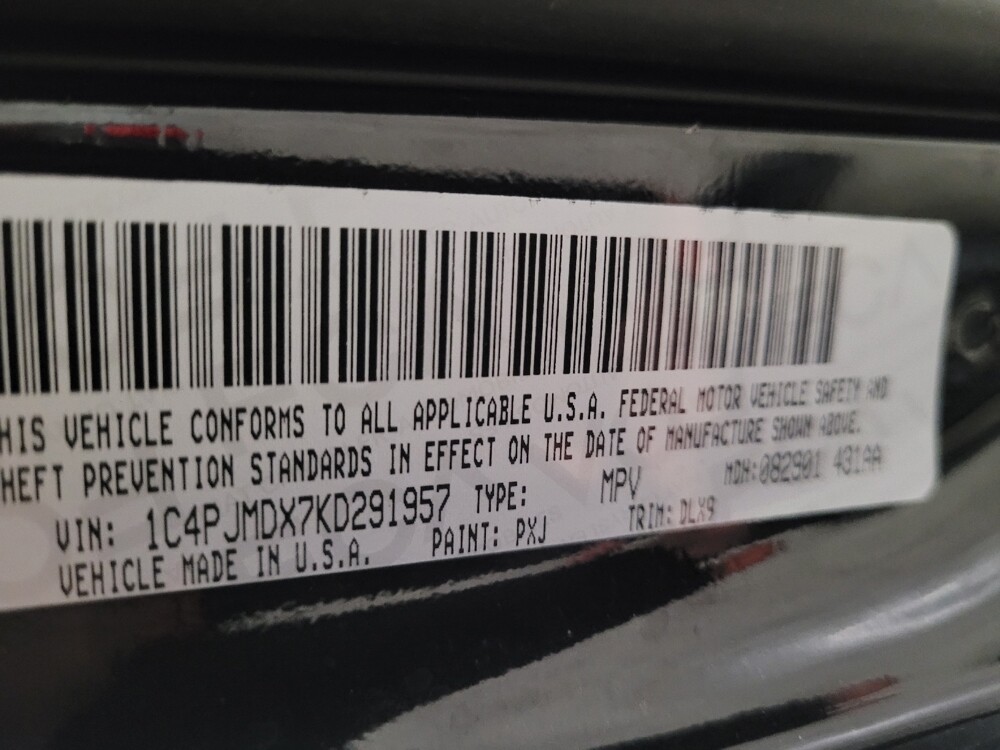 HIS VEHICLE CONFORMS TO ALL APPLICABLE U.S.A. FEDERAL MOTOR VEHICLE SAFETY AND
HEFT PREVENTION STANDARDS IN EFFECT ON THE DATE OF MANUFACTURE SHOWN ABOVE.
VIN: 1C4PJMDX7KD291957 TYPE: MPV MDH:082901 431AA
VEHICLE MADE IN U.S.A. PAINT: PXJ TRIM: DLX9